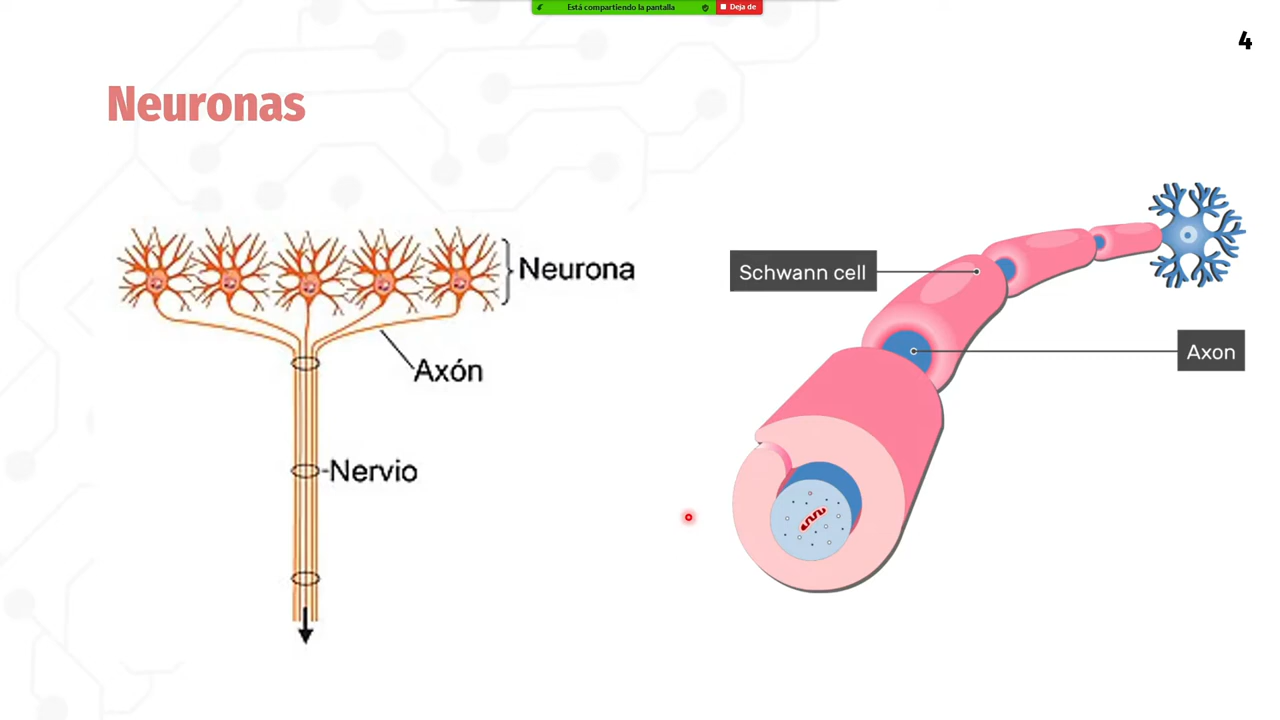 Está compartiendo la pantalla
Deja de
4
Neuronas
Neurona
Axón
Nervio
Schwann cell
Axon